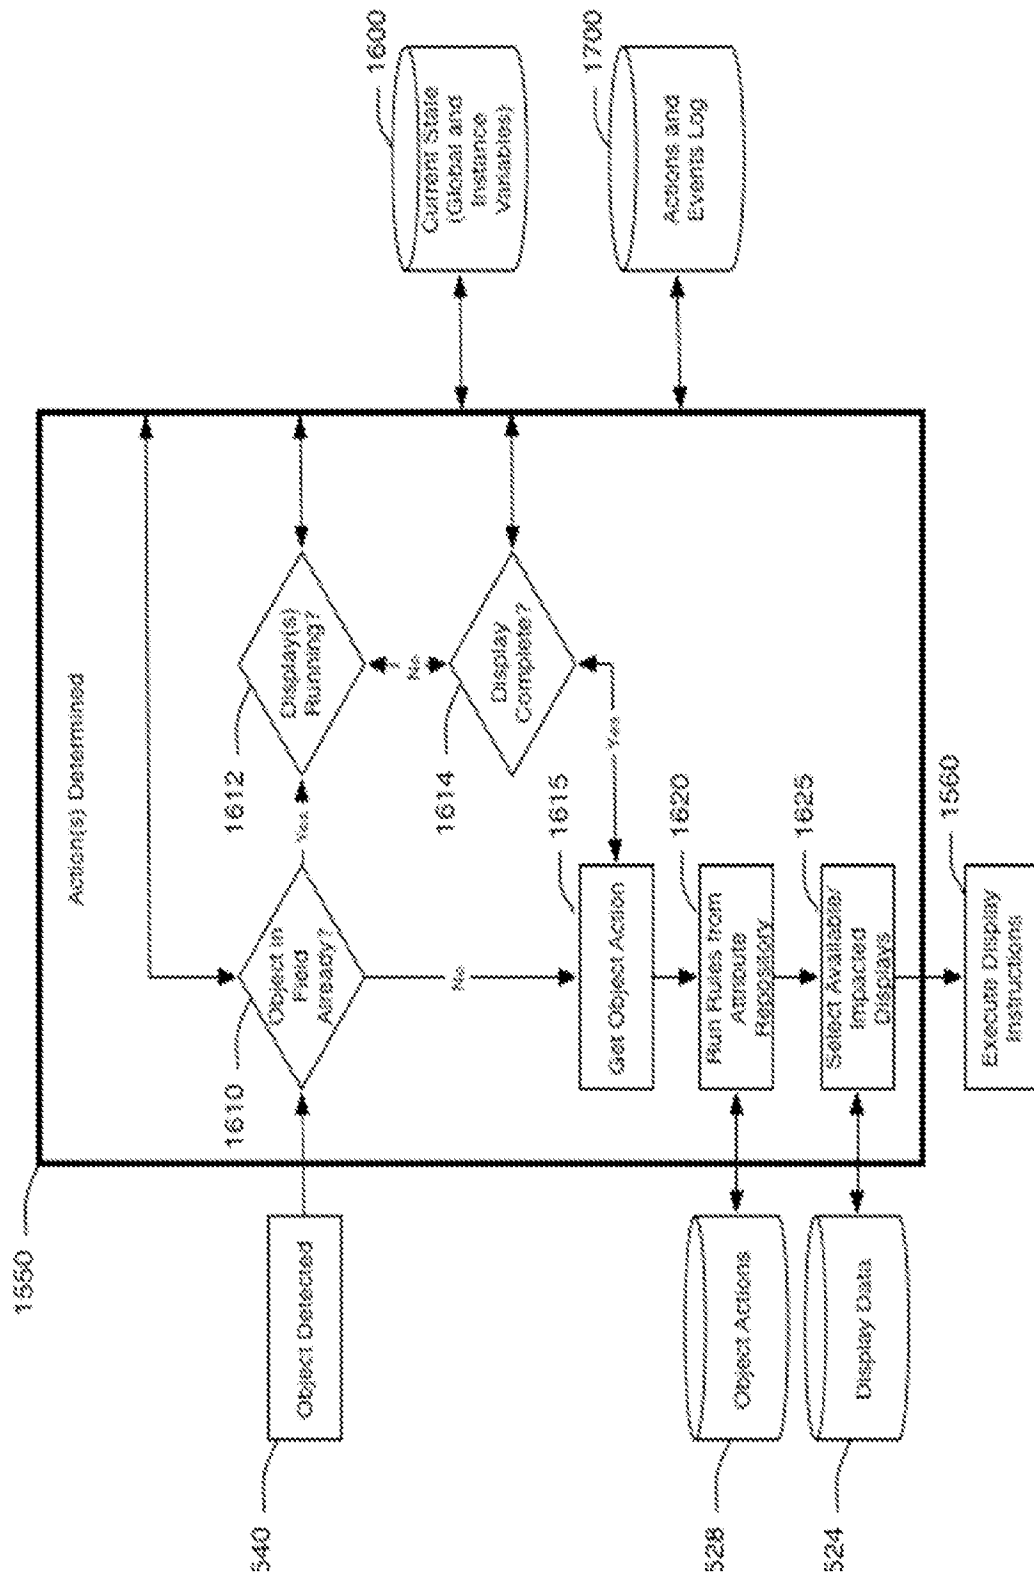 1550
Action(s) Determined
540
Object Detected
1610
Object in
Field
Already?
Yes
No
1612
Display(s)
Running?
No
1614
Display
Complete?
Yes
1615
Get Object Action
1620
Run Rules from
Attribute
Repository
1625
Select Available/
Impacted
Displays
1560
Execute Display
Instructions
528
Object Actions
524
Display Data
1600
Current State
(Global and
Instance
Variables)
1700
Actions and
Events Log